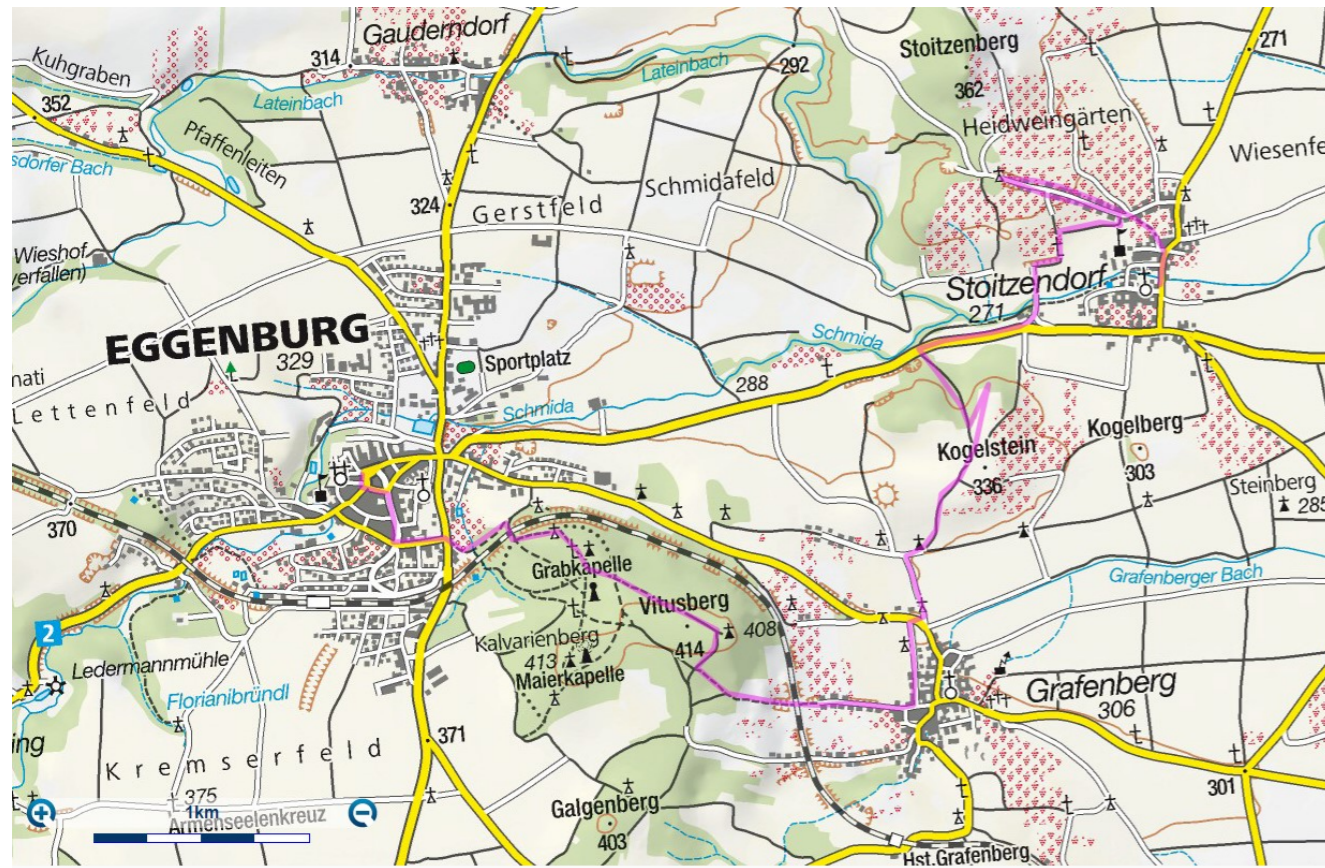 Gauderndorf
314
Kuhgraben
Lateinbach
292
Stoitzenberg
362
271
352
Lateinbach
Heidweingärten
Pfaffenleiten
sdorfer Bach
Wiesenfe
Schmidafeld
324
Gerstfeld
Wieshof
verfallen)
Stoitzendorf
271
EGGENBURG
329
Schmida
Sportplatz
288
nati
Lettenfeld
Schmida
Kogelstein
336
Kogelberg
303
Steinberg
285
370
Grabkapelle
Grafenberger Bach
Vitusberg
408
2
Kalvarienberg
413
414
Ledermannmühle
Maierkapelle
Florianibründl
Grafenberg
306
ing
371
Kremserfeld
301
375
1km
Armenseelenkreuz
Galgenberg
403
Hst.Grafenberg